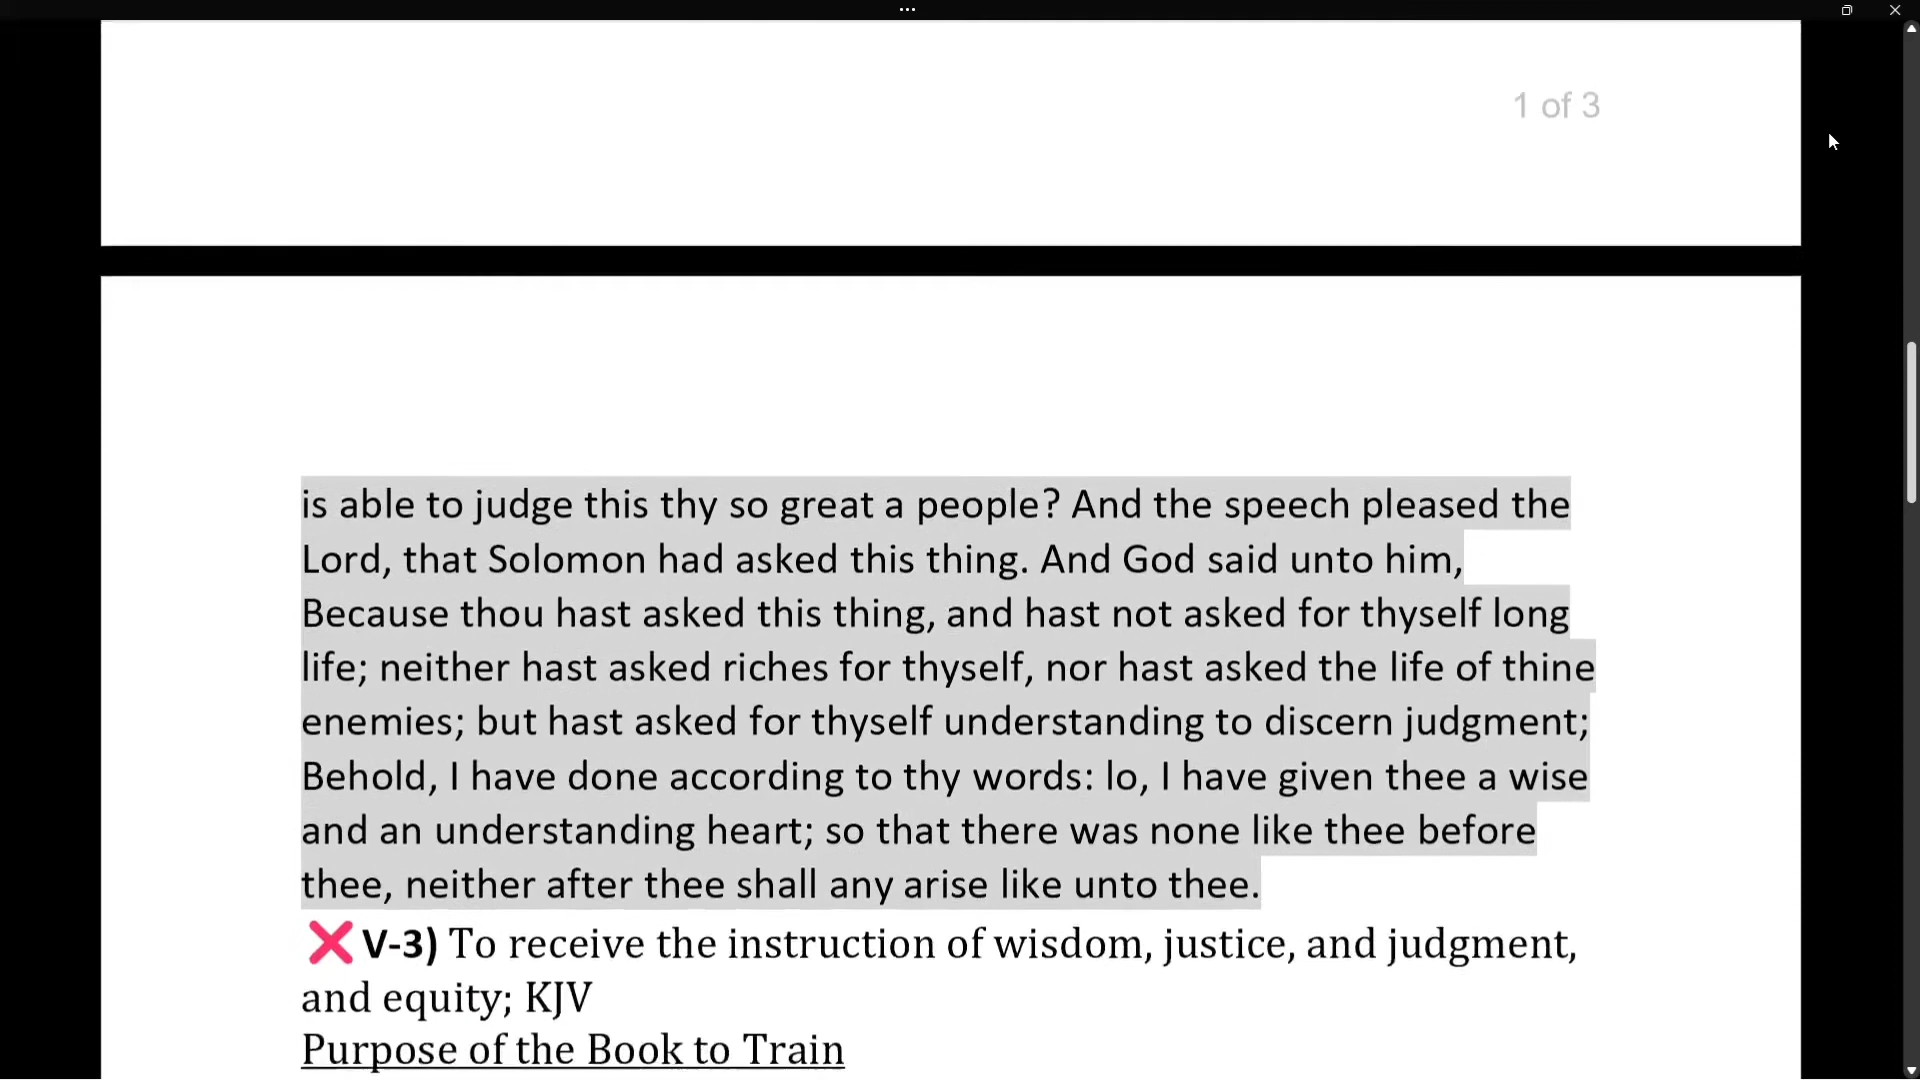 1 of 3
is able to judge this thy so great a people? And the speech pleased the
Lord, that Solomon had asked this thing. And God said unto him,
Because thou hast asked this thing, and hast not asked for thyself long
life; neither hast asked riches for thyself, nor hast asked the life of thine
enemies; but hast asked for thyself understanding to discern judgment;
Behold, I have done according to thy words: lo, I have given thee a wise
and an understanding heart; so that there was none like thee before
thee, neither after thee shall any arise like unto thee.
❌ V-3) To receive the instruction of wisdom, justice, and judgment,
and equity; KJV
Purpose of the Book to Train